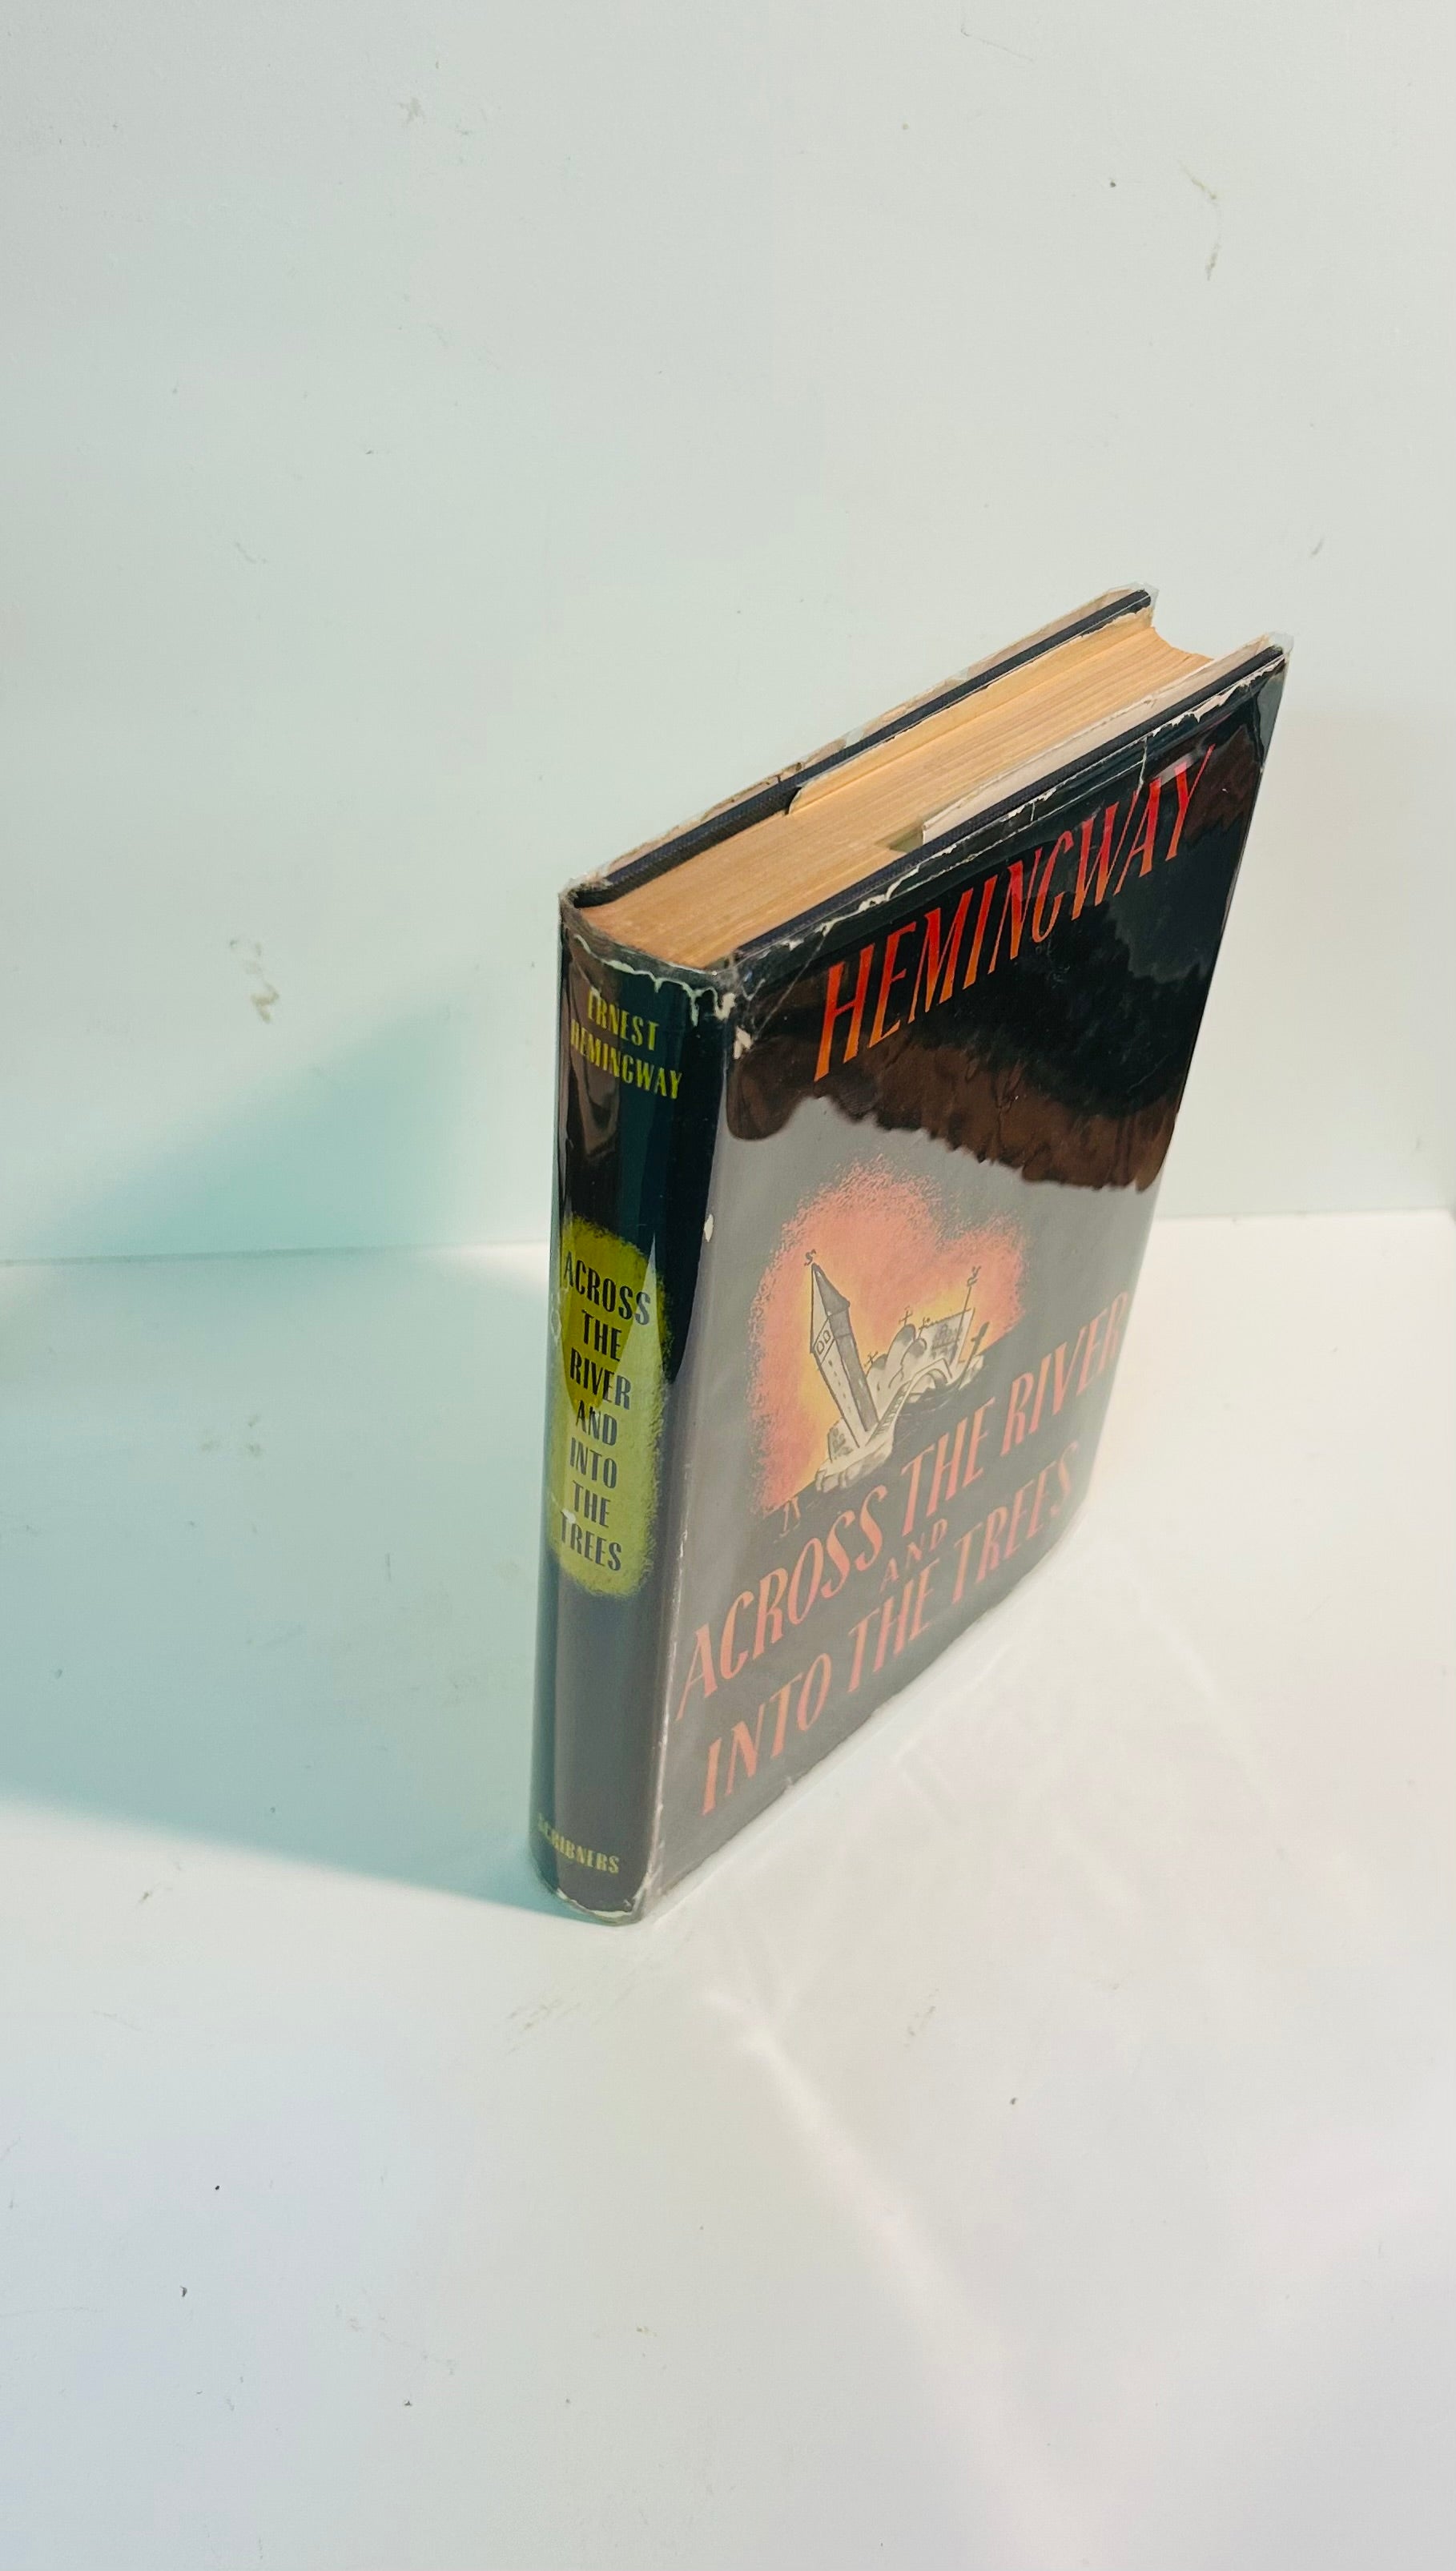 ERNEST
HEMINGWAY
ACROSS
THE
RIVER
AND
INTO
THE
TREES
SCRIBNERS
HEMINGWAY
ACROSS THE RIVER
AND
INTO THE TREES